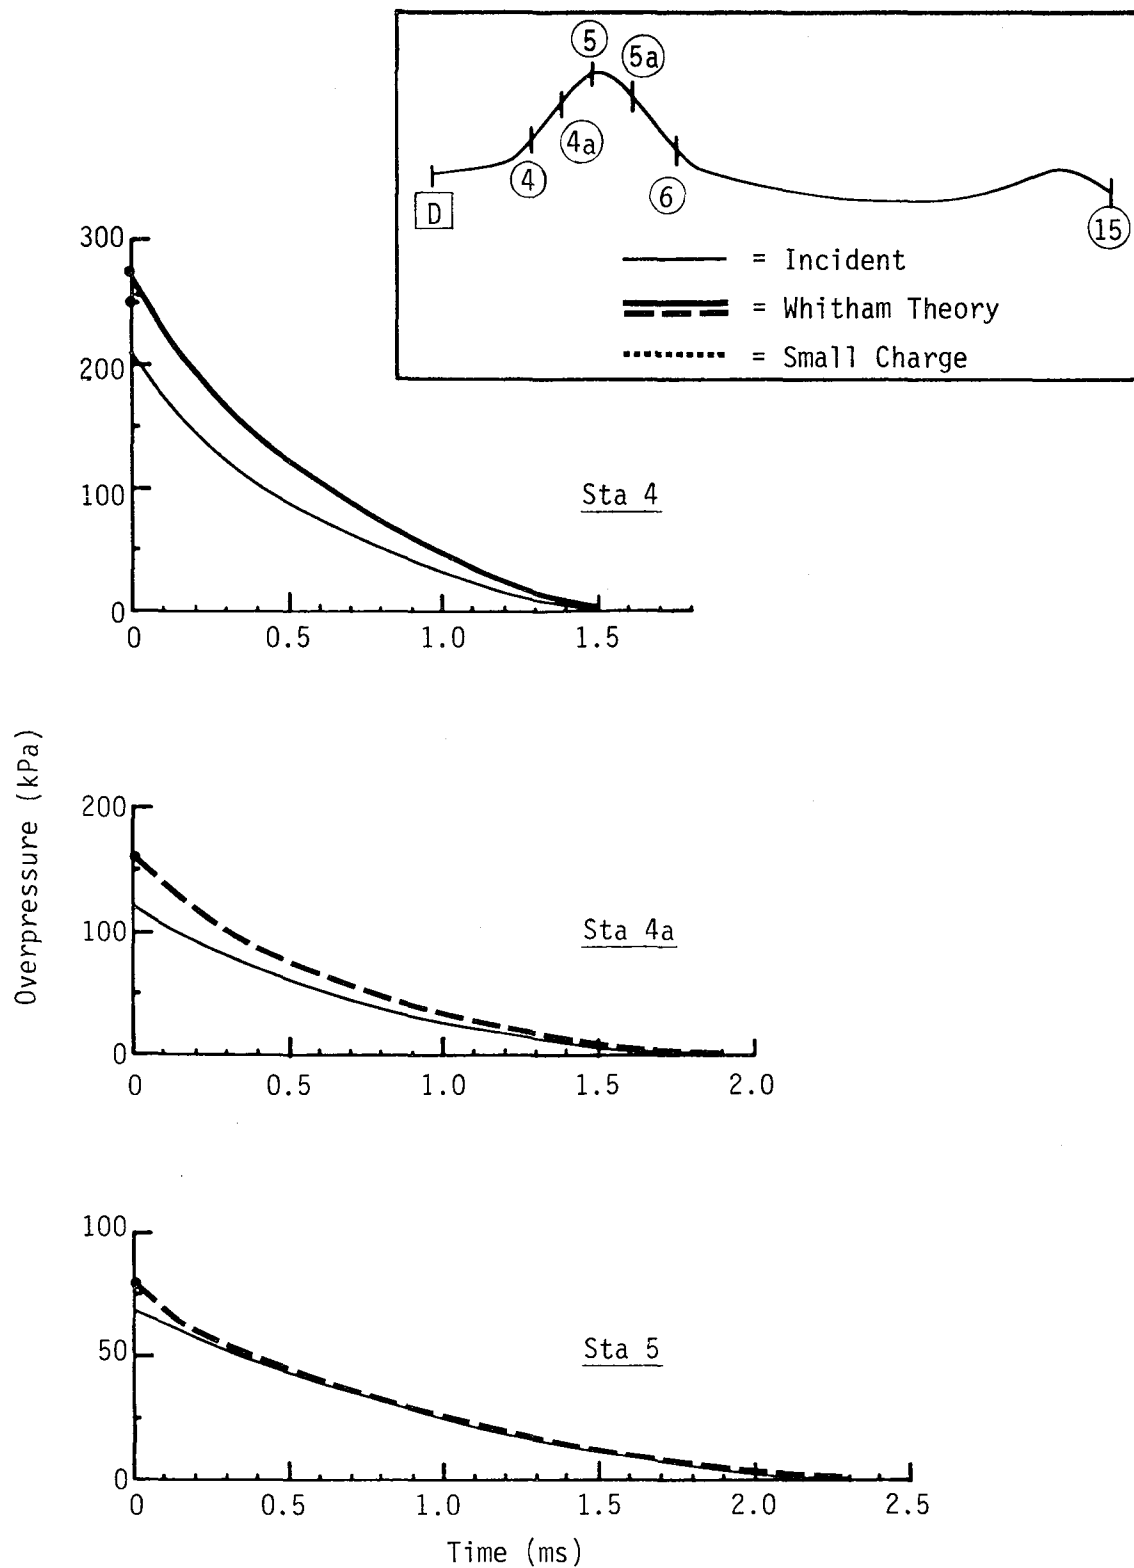 5
5a
4a
4
6
D
15
= Incident
= Whitham Theory
= Small Charge
300
200
100
0
Sta 4
0 0.5 1.0 1.5
Overpressure (kPa)
200
100
0
Sta 4a
0 0.5 1.0 1.5 2.0
100
50
0
Sta 5
0 0.5 1.0 1.5 2.0 2.5
Time (ms)